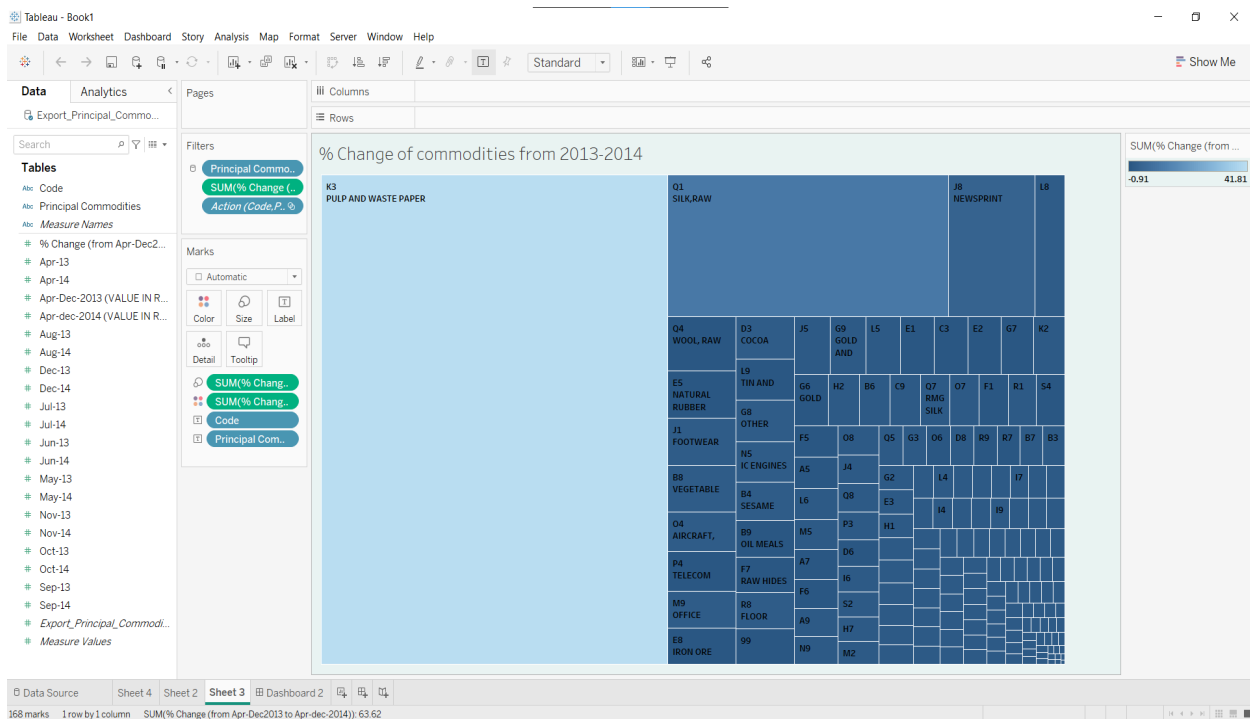 Tableau - Book1
File Data Worksheet Dashboard Story Analysis Map Format Server Window Help
Standard
Show Me
Data
Analytics
Export_Principal_Commo...
Search
Tables
Abc Code
Abc Principal Commodities
Abc Measure Names
# % Change (from Apr-Dec2...
# Apr-13
# Apr-14
# Apr-Dec-2013 (VALUE IN R...
# Apr-dec-2014 (VALUE IN R...
# Aug-13
# Aug-14
# Dec-13
# Dec-14
# Jul-13
# Jul-14
# Jun-13
# Jun-14
# May-13
# May-14
# Nov-13
# Nov-14
# Oct-13
# Oct-14
# Sep-13
# Sep-14
# Export_Principal_Commodi...
# Measure Values
Pages
Filters
Principal Commo..
SUM(% Change (..
Action (Code,P..
Marks
Automatic
Color
Size
Label
Detail
Tooltip
SUM(% Chang..
SUM(% Chang..
Code
Principal Com..
Columns
Rows
% Change of commodities from 2013-2014
K3
PULP AND WASTE PAPER
Q1
SILK,RAW
J8
NEWSPRINT
L8
Q4
WOOL, RAW
E5
NATURAL
RUBBER
J1
FOOTWEAR
B8
VEGETABLE
O4
AIRCRAFT,
P4
TELECOM
M9
OFFICE
E8
IRON ORE
D3
COCOA
L9
TIN AND
G8
OTHER
N5
IC ENGINES
B4
SESAME
B9
OIL MEALS
F7
RAW HIDES
R8
FLOOR
99
J5
G9
GOLD
AND
L5
E1
C3
E2
G7
K2
G6
GOLD
H2
B6
C9
Q7
RMG
SILK
O7
F1
R1
S4
F5
A5
L6
M5
A7
F6
A9
N9
O8
J4
Q8
P3
D6
I6
S2
H7
M2
Q5
G3
O6
D8
R9
R7
B7
B3
G2
E3
H1
L4
I7
I4
I9
SUM(% Change (from ...
-0.91
41.81
Data Source
Sheet 4
Sheet 2
Sheet 3
Dashboard 2
168 marks
1 row by 1 column
SUM(% Change (from Apr-Dec2013 to Apr-dec-2014)): 63.62